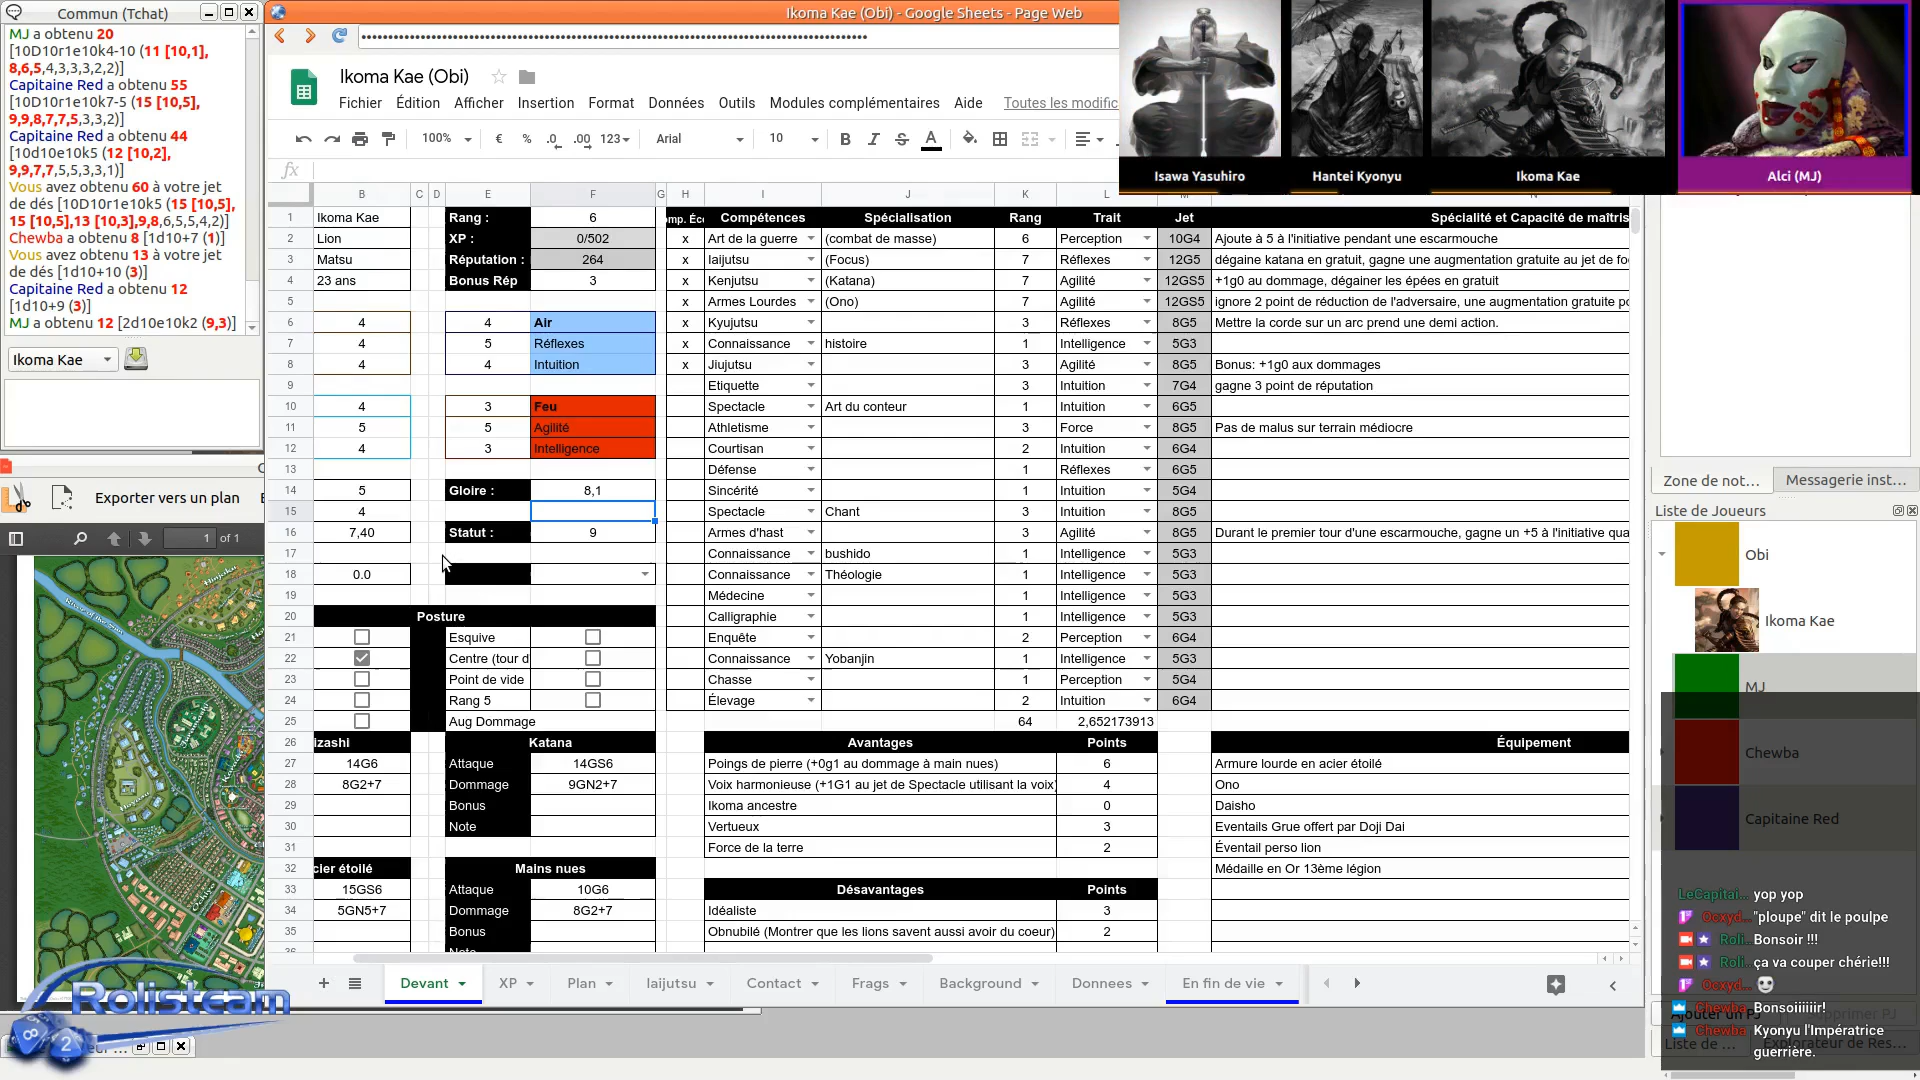 Commun (Tchat)
MJ a obtenu 20
[10D10r1e10k4-10 (11 [10,1],
8,6,5,4,3,3,3,2,2)]
Capitaine Red a obtenu 55
[10D10r1e10k7-5 (15 [10,5],
9,9,8,7,7,5,3,3,2)]
Capitaine Red a obtenu 44
[10d10e10k5 (12 [10,2],
9,9,7,7,5,5,3,3,1)]
Vous avez obtenu 60 à votre jet
de dés [10D10r1e10k5 (15 [10,5],
15 [10,5],13 [10,3],9,8,6,5,5,4,2)]
Chewba a obtenu 8 [1d10+7 (1)]
Vous avez obtenu 13 à votre jet
de dés [1d10+10 (3)]
Capitaine Red a obtenu 12
[1d10+9 (3)]
MJ a obtenu 12 [2d10e10k2 (9,3)]
Ikoma Kae
Exporter vers un plan
1 of 1
Rolisteam
Ikoma Kae (Obi) - Google Sheets - Page Web
Ikoma Kae (Obi)
Fichier Édition Afficher Insertion Format Données Outils Modules complémentaires Aide Toutes les modific
100% € % .0 .00 123 Arial 10 B I S A
fx
B C D E F G H I J K L M N
1 Ikoma Kae Rang : 6 Compétences Spécialisation Rang Trait Jet Spécialité et Capacité de maîtris
2 Lion XP : 0/502 x Art de la guerre (combat de masse) 6 Perception 10G4 Ajoute à 5 à l'initiative pendant une escarmouche
3 Matsu Réputation : 264 x Iaijutsu (Focus) 7 Réflexes 12G5 dégaine katana en gratuit, gagne une augmentation gratuite au jet de fo
4 23 ans Bonus Rép 3 x Kenjutsu (Katana) 7 Agilité 12GS5 +1g0 au dommage, dégainer les épées en gratuit
5 x Armes Lourdes (Ono) 7 Agilité 12GS5 ignore 2 point de réduction de l'adversaire, une augmentation gratuite po
6 4 4 Air x Kyujutsu 3 Réflexes 8G5 Mettre la corde sur un arc prend une demi action.
7 4 5 Réflexes x Connaissance histoire 1 Intelligence 5G3
8 4 4 Intuition x Jiujutsu 3 Agilité 8G5 Bonus: +1g0 aux dommages
9 Etiquette 3 Intuition 7G4 gagne 3 point de réputation
10 4 3 Feu Spectacle Art du conteur 1 Intuition 6G5
11 5 5 Agilité Athletisme 3 Force 8G5 Pas de malus sur terrain médiocre
12 4 3 Intelligence Courtisan 2 Intuition 6G4
13 Défense 1 Réflexes 6G5
14 5 Gloire : 8,1 Sincérité 1 Intuition 5G4
15 4 Spectacle Chant 3 Intuition 8G5
16 7,40 Statut : 9 Armes d'hast 3 Agilité 8G5 Durant le premier tour d'une escarmouche, gagne un +5 à l'initiative qua
17 Connaissance bushido 1 Intelligence 5G3
18 0.0 Connaissance Théologie 1 Intelligence 5G3
19 Médecine 1 Intelligence 5G3
20 Posture Calligraphie 1 Intelligence 5G3
21 Esquive Enquête 2 Perception 6G4
22 Centre (tour d Connaissance Yobanjin 1 Intelligence 5G3
23 Point de vide Chasse 1 Perception 5G4
24 Rang 5 Élevage 2 Intuition 6G4
25 Aug Dommage 64 2,652173913
26 izashi Katana Avantages Points Équipement
27 14G6 Attaque 14GS6 Poings de pierre (+0g1 au dommage à main nues) 6 Armure lourde en acier étoilé
28 8G2+7 Dommage 9GN2+7 Voix harmonieuse (+1G1 au jet de Spectacle utilisant la voix) 4 Ono
29 Bonus Ikoma ancestre 0 Daisho
30 Note Vertueux 3 Eventails Grue offert par Doji Dai
31 Force de la terre 2 Éventail perso lion
32 cier étoilé Mains nues Médaille en Or 13ème légion
33 15GS6 Attaque 10G6 Désavantages Points
34 5GN5+7 Dommage 8G2+7 Idéaliste 3
35 Bonus Obnubilé (Montrer que les lions savent aussi avoir du coeur) 2
Devant XP Plan Iaijutsu Contact Frags Background Donnees En fin de vie
Isawa Yasuhiro
Hantei Kyonyu
Ikoma Kae
Alci (MJ)
Zone de not... Messagerie inst...
Liste de Joueurs
Obi
Ikoma Kae
MJ
Chewba
Capitaine Red
LeCapitai... yop yop
Ocxyd... "ploupe" dit le poulpe
Roli... Bonsoir !!!
Roli... ça va couper chérie!!!
Ocxyd...
Chewba Bonsoiiiiiir!
Chewba Kyonyu l'Impératrice
guerrière.
Ajouter un PJ Supprimer PJ
Liste de ... Explorateur de Res...